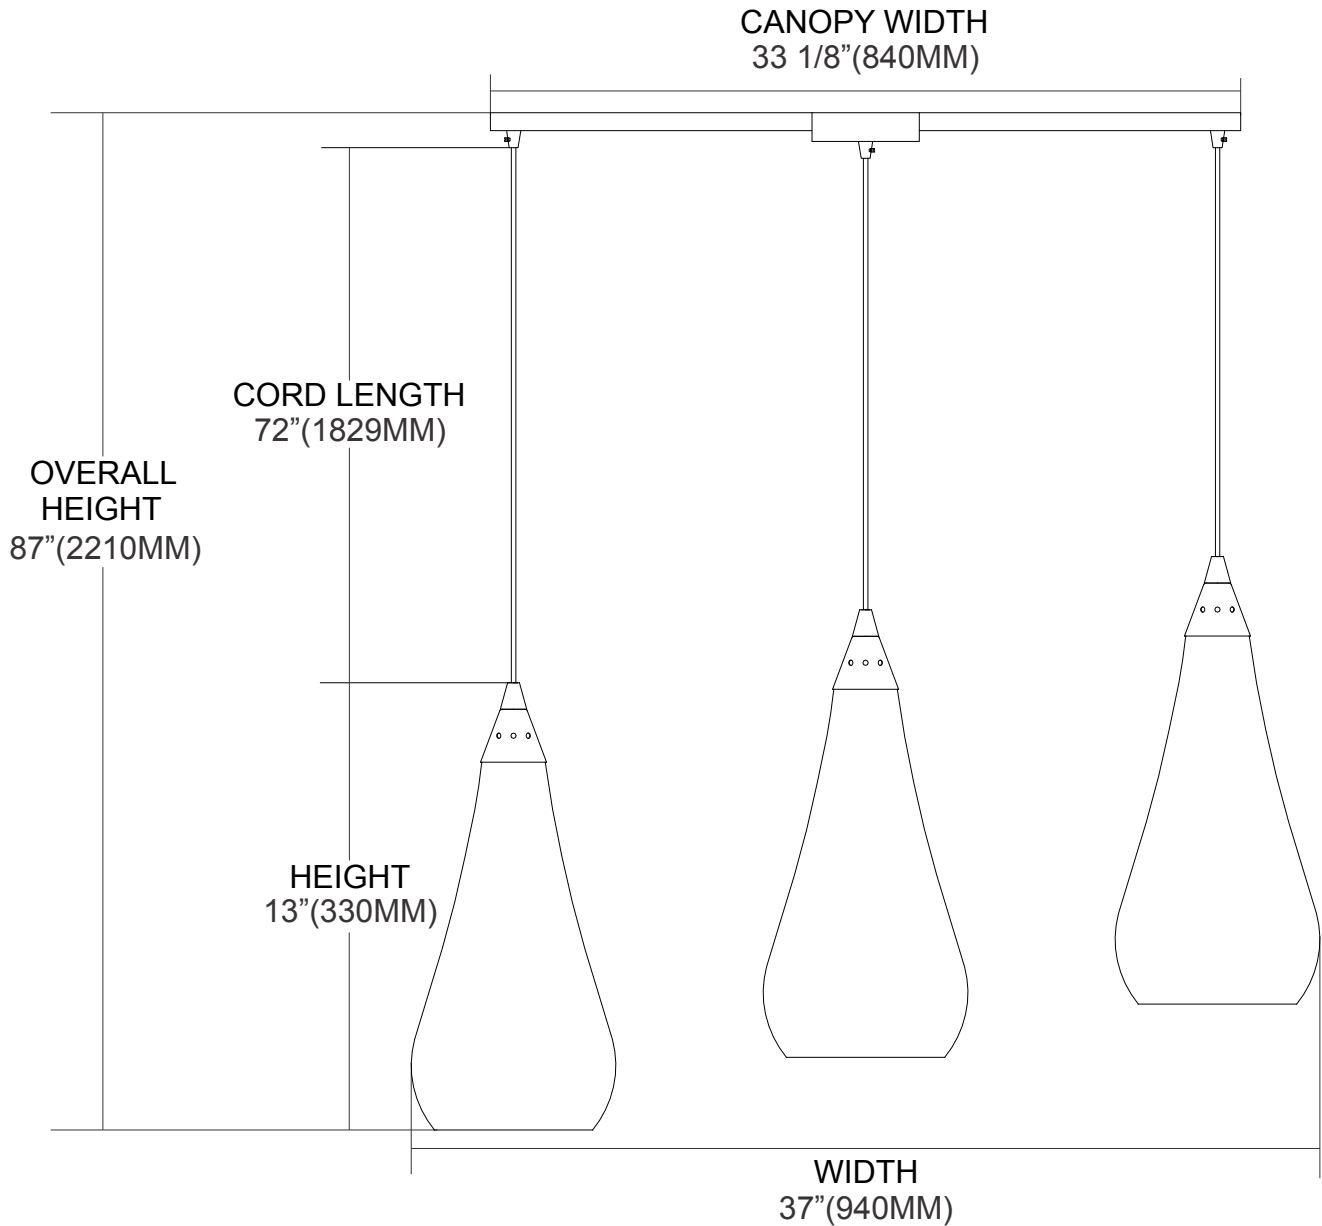 CANOPY WIDTH
33 1/8”(840MM)
CORD LENGTH
72”(1829MM)
OVERALL
HEIGHT
87”(2210MM)
HEIGHT
13”(330MM)
WIDTH
37”(940MM)